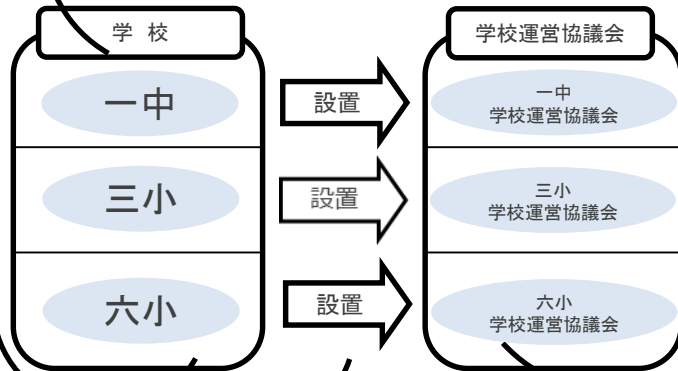 学 校
学校運営協議会
一中
設置
一中
学校運営協議会
三小
設置
三小
学校運営協議会
六小
設置
六小
学校運営協議会